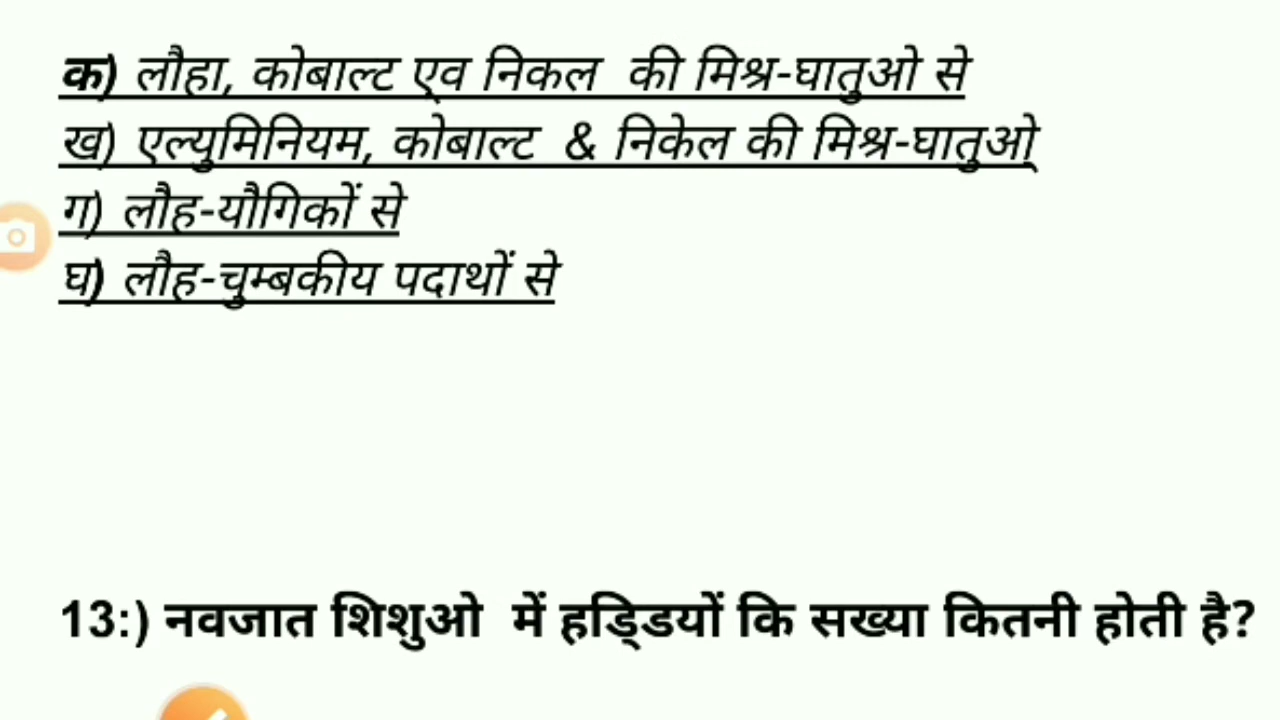 क) लौहा, कोबाल्ट एव निकल की मिश्र-घातुओ से
ख) एल्युमिनियम, कोबाल्ट & निकेल की मिश्र-घातुओ्
ग) लौह-यौगिकों से
घ) लौह-चुम्बकीय पदाथों से
13:) नवजात शिशुओ में हड्डियों कि सख्या कितनी होती है?